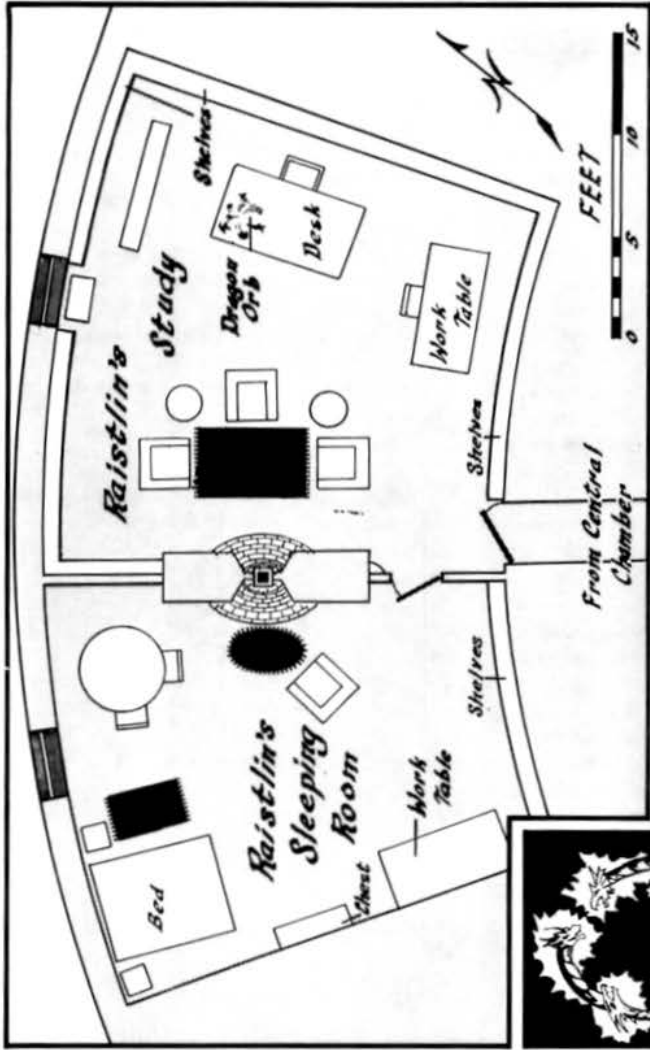 Raistlin's
Study
Shelves
Dragon
Orb
Desk
Work
Table
Shelves
From Central
Chamber
Raistlin's
Sleeping
Room
Bed
Chest
Work
Table
Shelves
N
FEET
0 5 10 15